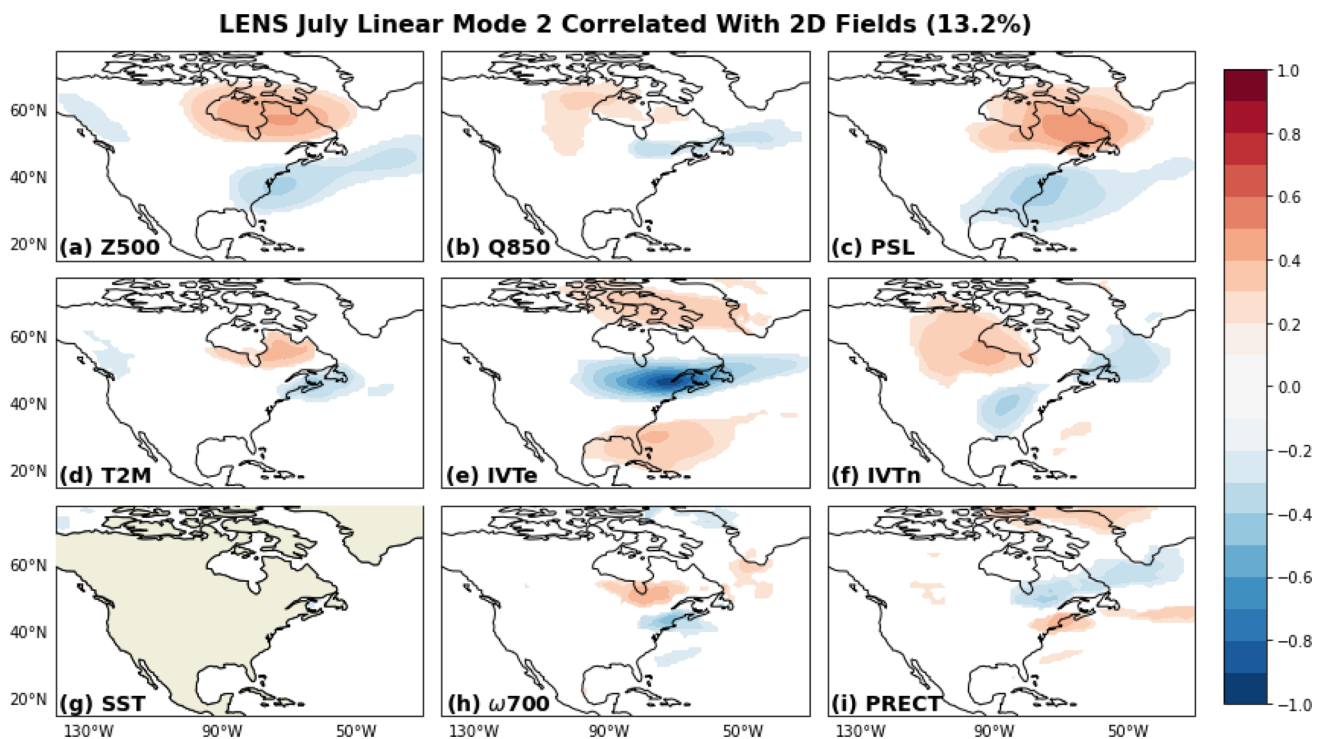 LENS July Linear Mode 2 Correlated With 2D Fields (13.2%)
60°N
40°N
20°N
(a) Z500
(b) Q850
(c) PSL
60°N
40°N
20°N
(d) T2M
(e) IVTe
(f) IVTn
60°N
40°N
20°N
(g) SST
(h) ω700
(i) PRECT
130°W 90°W 50°W
130°W 90°W 50°W
130°W 90°W 50°W
1.0
0.8
0.6
0.4
0.2
0.0
−0.2
−0.4
−0.6
−0.8
−1.0